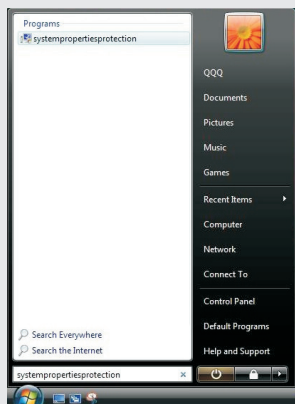 Programs
systempropertiesprotection
Search Everywhere
Search the Internet
systempropertiesprotection
QQQ
Documents
Pictures
Music
Games
Recent Items
Computer
Network
Connect To
Control Panel
Default Programs
Help and Support